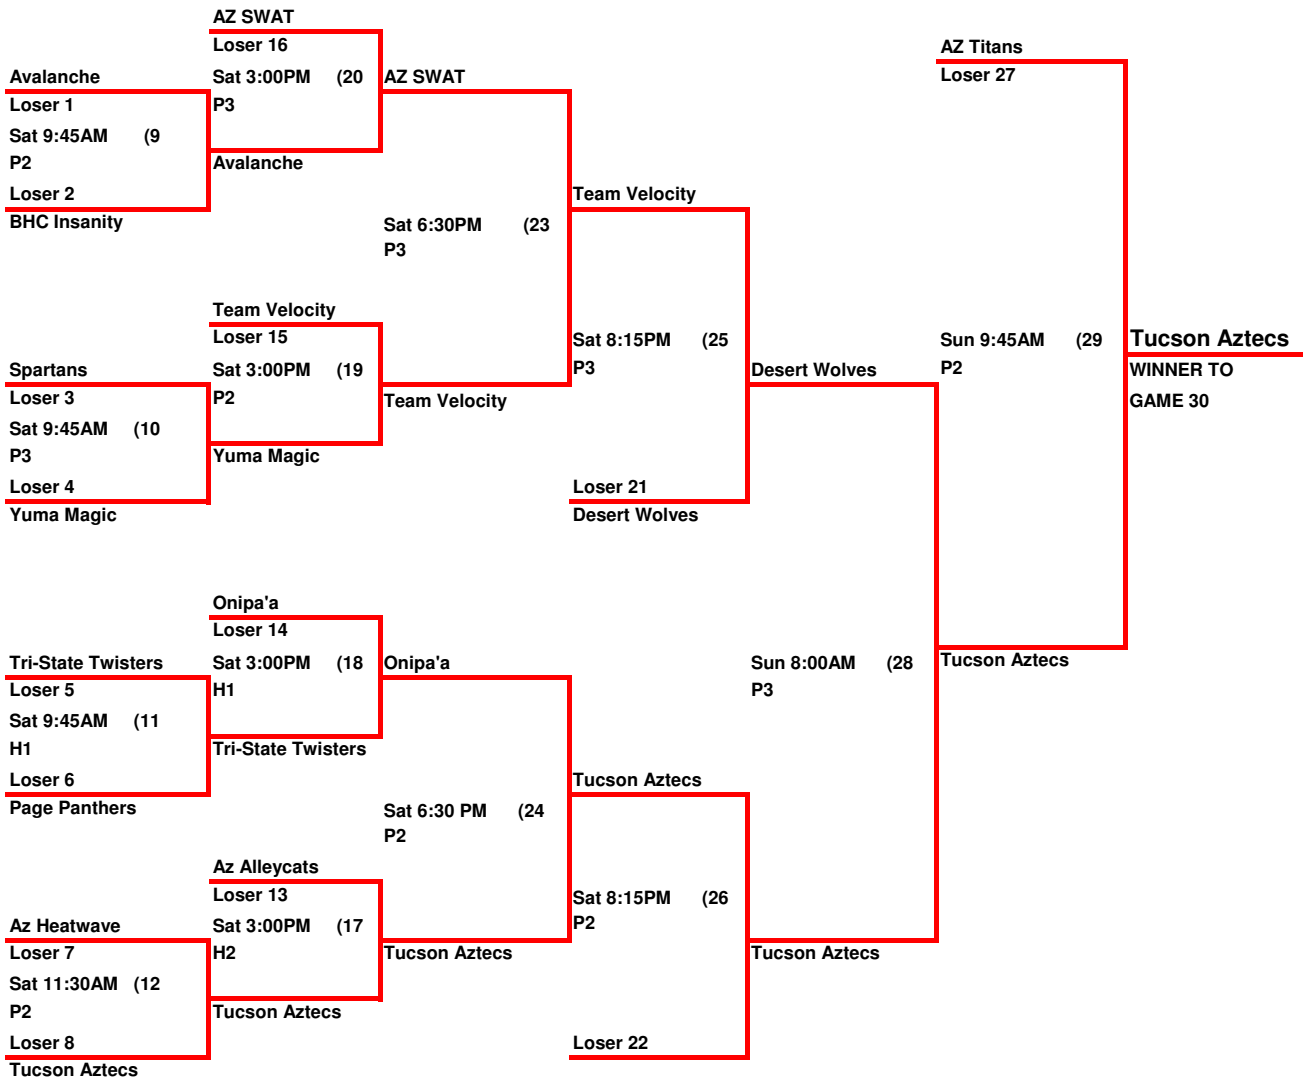 AZ SWAT
Loser 16
Sat 3:00PM (20
P3
Avalanche
Avalanche
Loser 1
Sat 9:45AM (9
P2
Loser 2
BHC Insanity
AZ SWAT
Sat 6:30PM (23
P3
Team Velocity
Team Velocity
Loser 15
Sat 3:00PM (19
P2
Yuma Magic
Spartans
Loser 3
Sat 9:45AM (10
P3
Loser 4
Yuma Magic
Team Velocity
Sat 8:15PM (25
P3
Loser 21
Desert Wolves
Desert Wolves
Onipa'a
Loser 14
Sat 3:00PM (18
H1
Tri-State Twisters
Tri-State Twisters
Loser 5
Sat 9:45AM (11
H1
Loser 6
Page Panthers
Onipa'a
Sat 6:30 PM (24
P2
Tucson Aztecs
Az Alleycats
Loser 13
Sat 3:00PM (17
H2
Tucson Aztecs
Az Heatwave
Loser 7
Sat 11:30AM (12
P2
Loser 8
Tucson Aztecs
Tucson Aztecs
Sat 8:15PM (26
P2
Loser 22
Tucson Aztecs
Sun 8:00AM (28
P3
AZ Titans
Loser 27
Sun 9:45AM (29
P2
Tucson Aztecs
Tucson Aztecs
WINNER TO
GAME 30